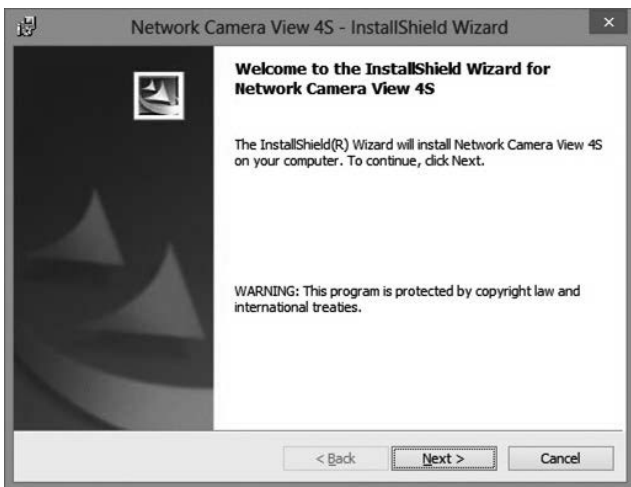 Network Camera View 4S - InstallShield Wizard
Welcome to the InstallShield Wizard for
Network Camera View 4S
The InstallShield(R) Wizard will install Network Camera View 4S
on your computer. To continue, click Next.
WARNING: This program is protected by copyright law and
international treaties.
< Back
Next >
Cancel